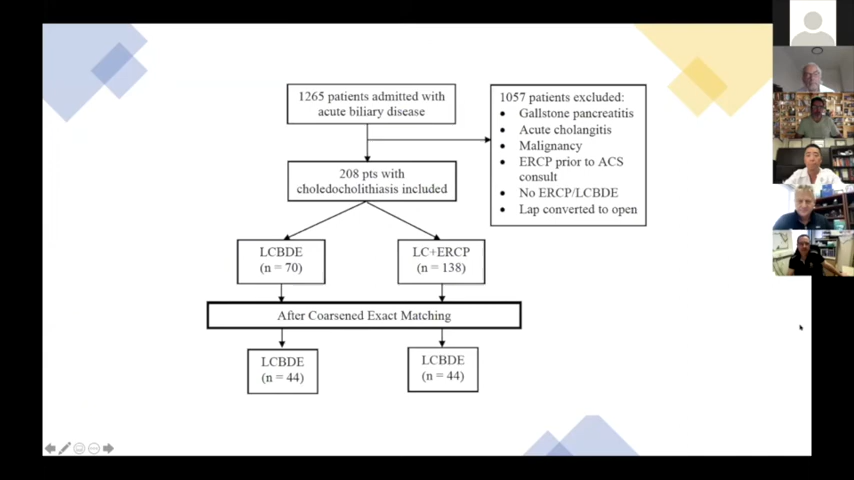 1265 patients admitted with
acute biliary disease
1057 patients excluded:
• Gallstone pancreatitis
• Acute cholangitis
• Malignancy
• ERCP prior to ACS
consult
• No ERCP/LCBDE
• Lap converted to open
208 pts with
choledocholithiasis included
LCBDE
(n = 70)
LC+ERCP
(n = 138)
After Coarsened Exact Matching
LCBDE
(n = 44)
LCBDE
(n = 44)